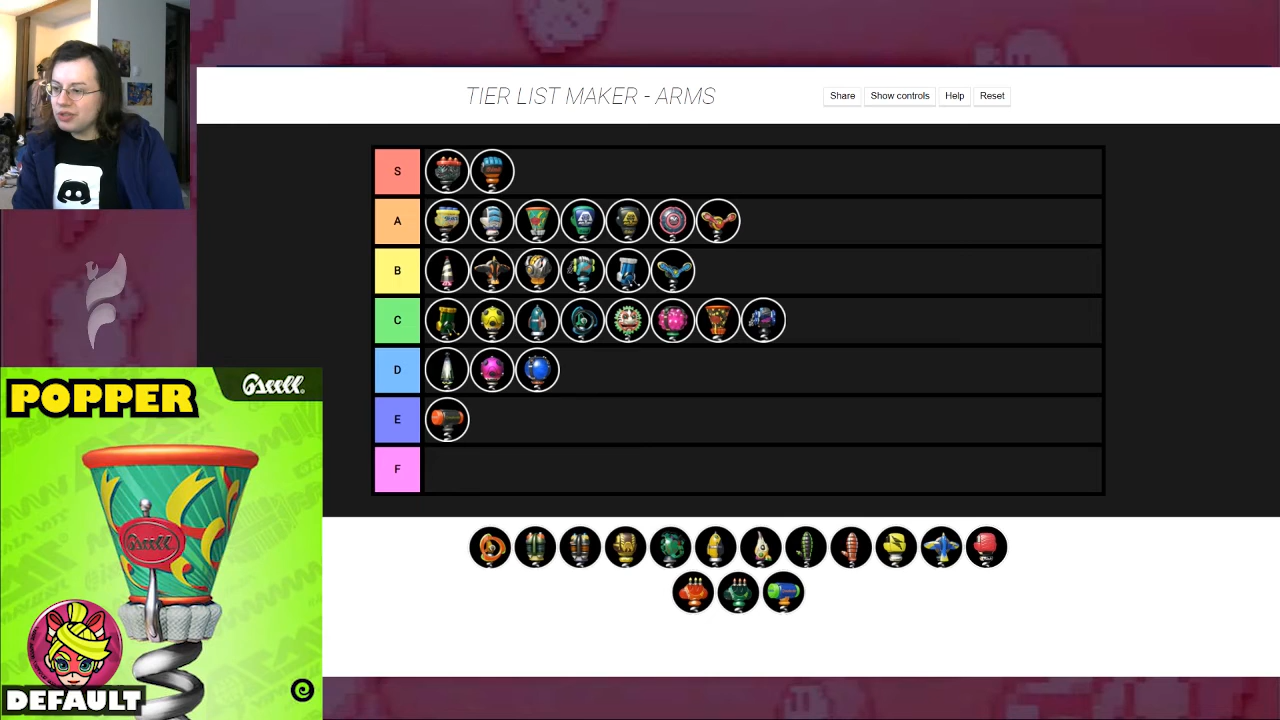 TIER LIST MAKER - ARMS
Share
Show controls
Help
Reset
S
A
B
C
D
E
F
POPPER
DEFAULT